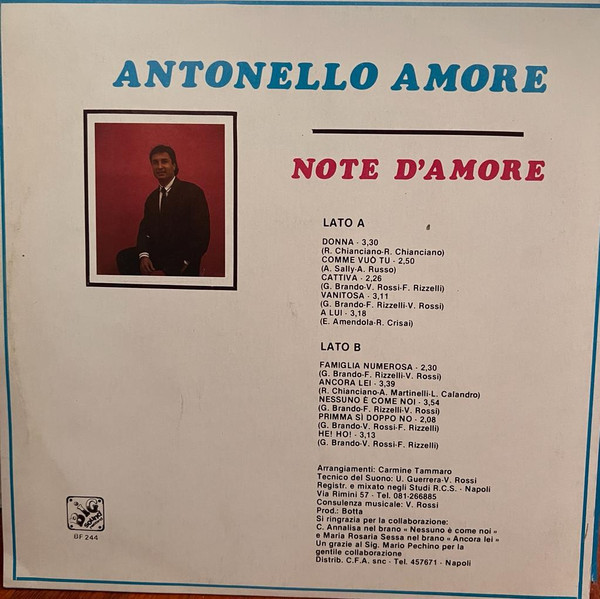 ANTONELLO AMORE
NOTE D'AMORE
LATO A
DONNA - 3,30
(R. Chianciano-R. Chianciano)
COMME VUÒ TU - 2,50
(A. Sally-A. Russo)
CATTIVA - 2,26
(G. Brando-V. Rossi-F. Rizzelli)
VANITOSA - 3,11
(G. Brando-F. Rizzelli-V. Rossi)
A LUI - 3,18
(E. Amendola-R. Crisai)
LATO B
FAMIGLIA NUMEROSA - 2,30
(G. Brando-F. Rizzelli-V. Rossi)
ANCORA LEI - 3,39
(R. Chianciano-A. Martinelli-L. Calandro)
NESSUNO È COME NOI - 3,54
(G. Brando-F. Rizzelli-V. Rossi)
PRIMMA SÌ DOPPO NO - 2,08
(G. Brando-V. Rossi-F. Rizzelli)
HE! HO! - 3,13
(G. Brando-V. Rossi-F. Rizzelli)
Arrangiamenti: Carmine Tammaro
Tecnico del Suono: U. Guerrera-V. Rossi
Registr. e mixato negli Studi R.C.S. - Napoli
Via Rimini 57 - Tel. 081-266885
Consulenza musicale: V. Rossi
Prod.: Botta
Si ringrazia per la collaborazione:
C. Annalisa nel brano « Nessuno è come noi »
e Maria Rosaria Sessa nel brano « Ancora lei »
Un grazie al Sig. Mario Pechino per la
gentile collaborazione
Distrib. C.F.A. snc - Tel. 457671 - Napoli
BIG
SOUND
BF 244